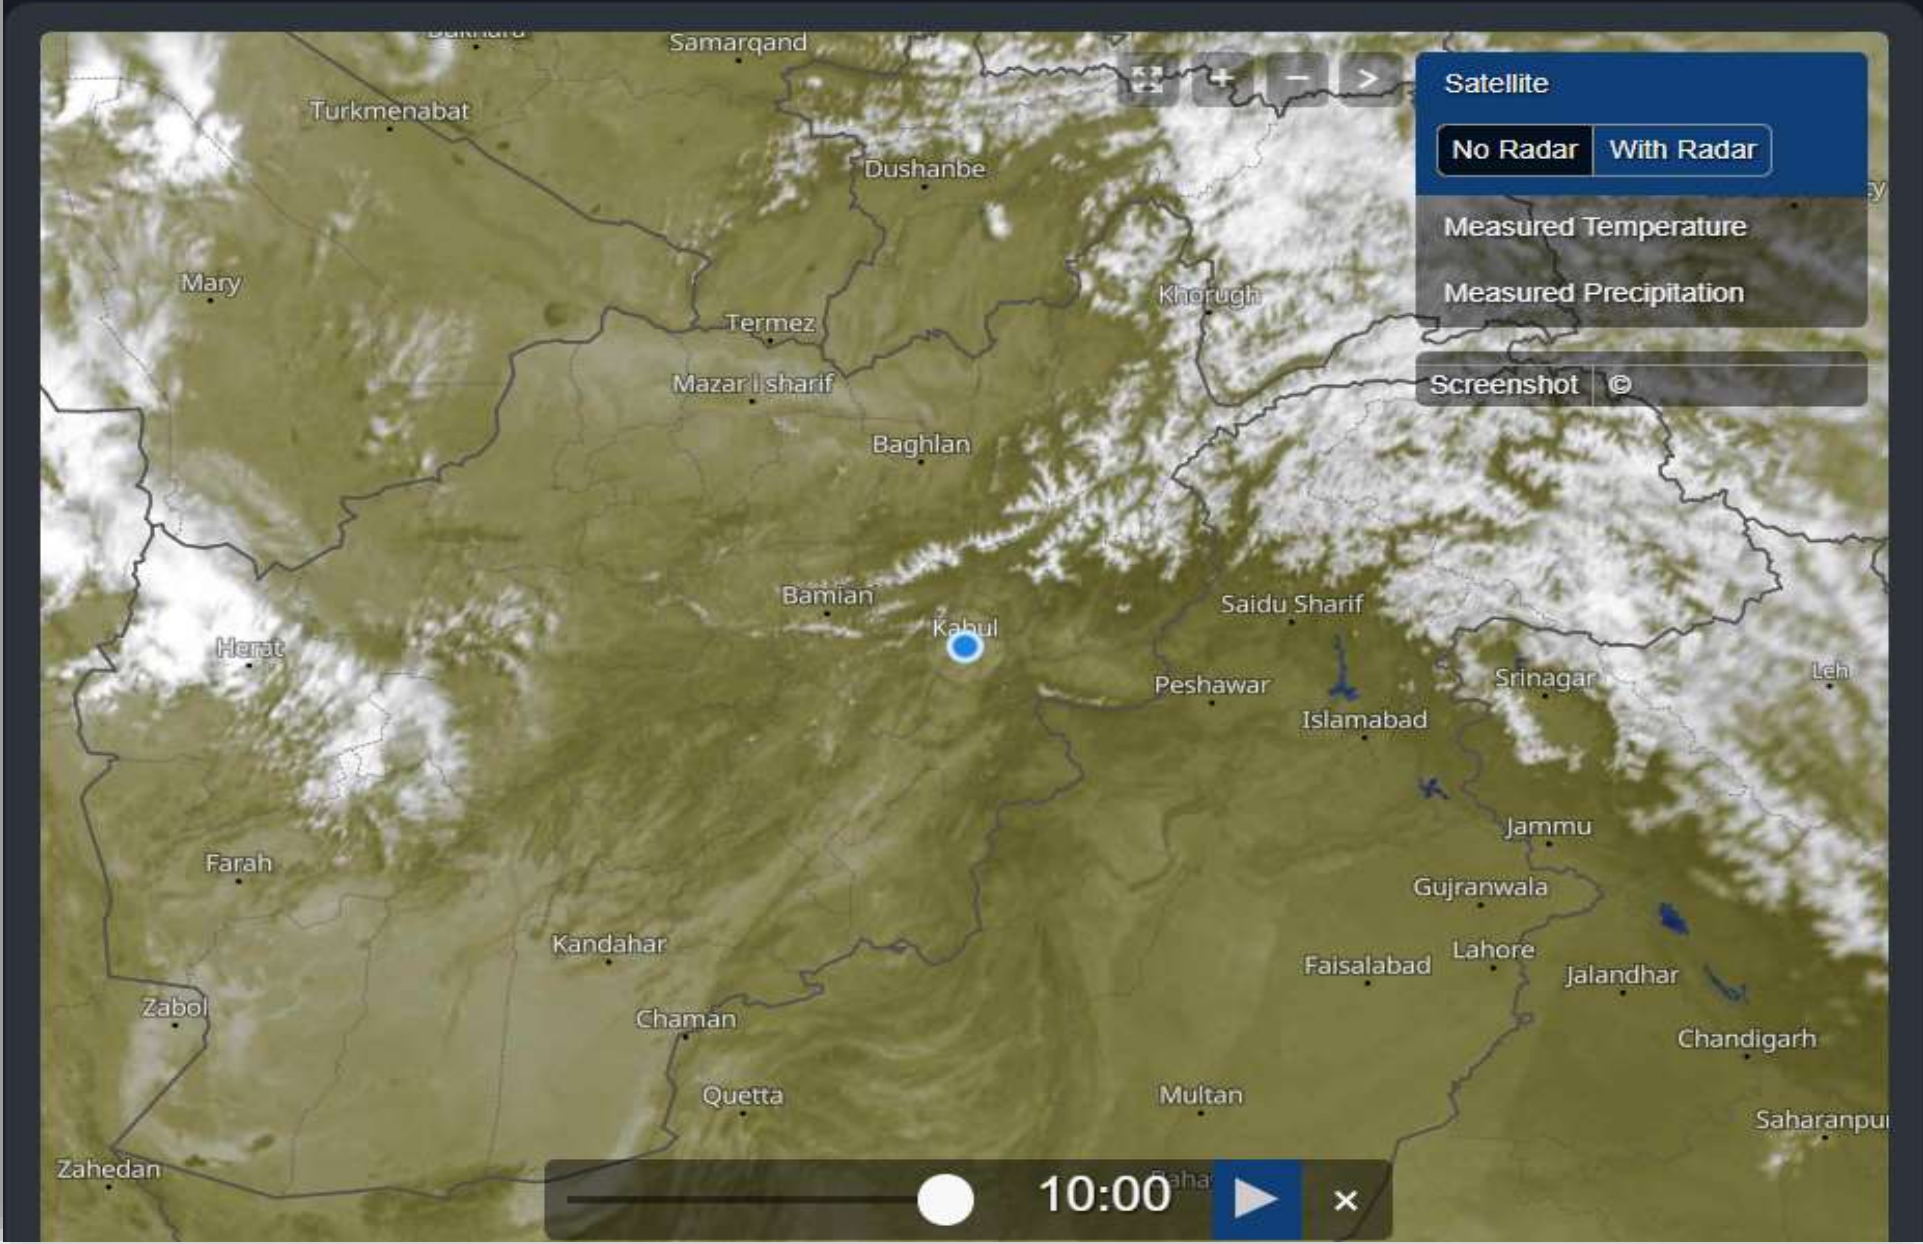 Samarqand
Satellite
Turkmenabat
No Radar
With Radar
Dushanbe
Measured Temperature
Mary
Khorugh
Measured Precipitation
Termez
Mazar I sharif
Screenshot
©
Baghlan
Bamian
Saidu Sharif
Kabul
Herat
Leh
Srinagar
Peshawar
Islamabad
Jammu
Farah
Gujranwala
Kandahar
Lahore
Faisalabad
Jalandhar
Zabol
Chaman
Chandigarh
Quetta
Multan
Saharanpur
Zahedan
10:00